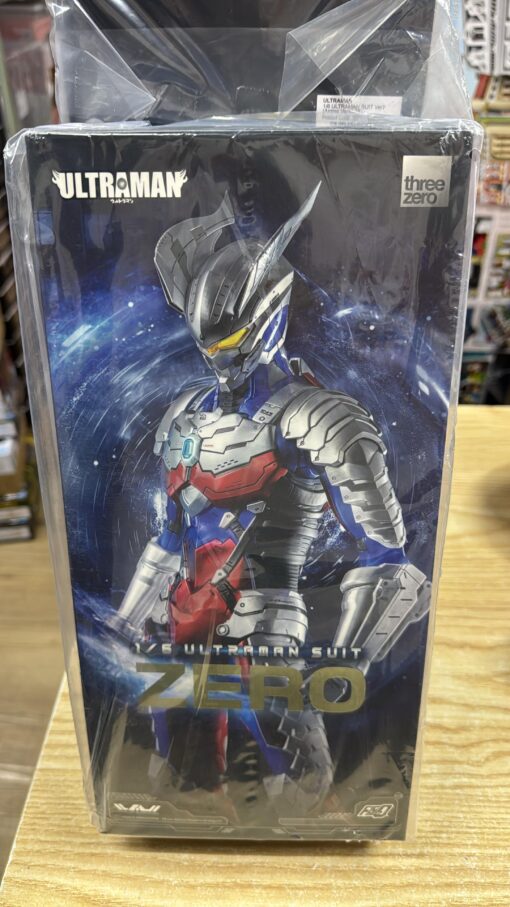 ULTRAMAN
1/6 ULTRAMAN SUIT
ULTRAMAN
ウルトラマン
three
zero
1/6 ULTRAMAN SUIT
ZERO